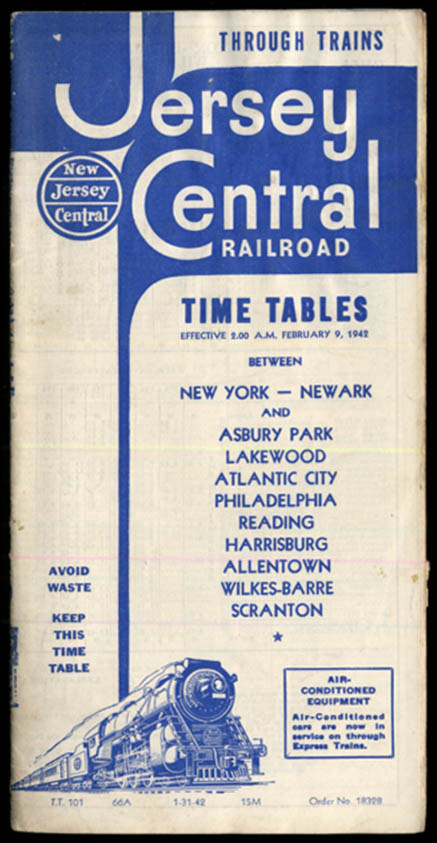 THROUGH TRAINS
Jersey
Central
RAILROAD
New
Jersey
Central
TIME TABLES
EFFECTIVE 2.00 A.M. FEBRUARY 9, 1942
BETWEEN
NEW YORK — NEWARK
AND
ASBURY PARK
LAKEWOOD
ATLANTIC CITY
PHILADELPHIA
READING
HARRISBURG
ALLENTOWN
WILKES-BARRE
SCRANTON
*
AVOID
WASTE
KEEP
THIS
TIME
TABLE
AIR-
CONDITIONED
EQUIPMENT
Air-Conditioned
cars are now in
service on through
Express Trains.
T.T. 101 66A 1-31-42 15M Order No. 18328